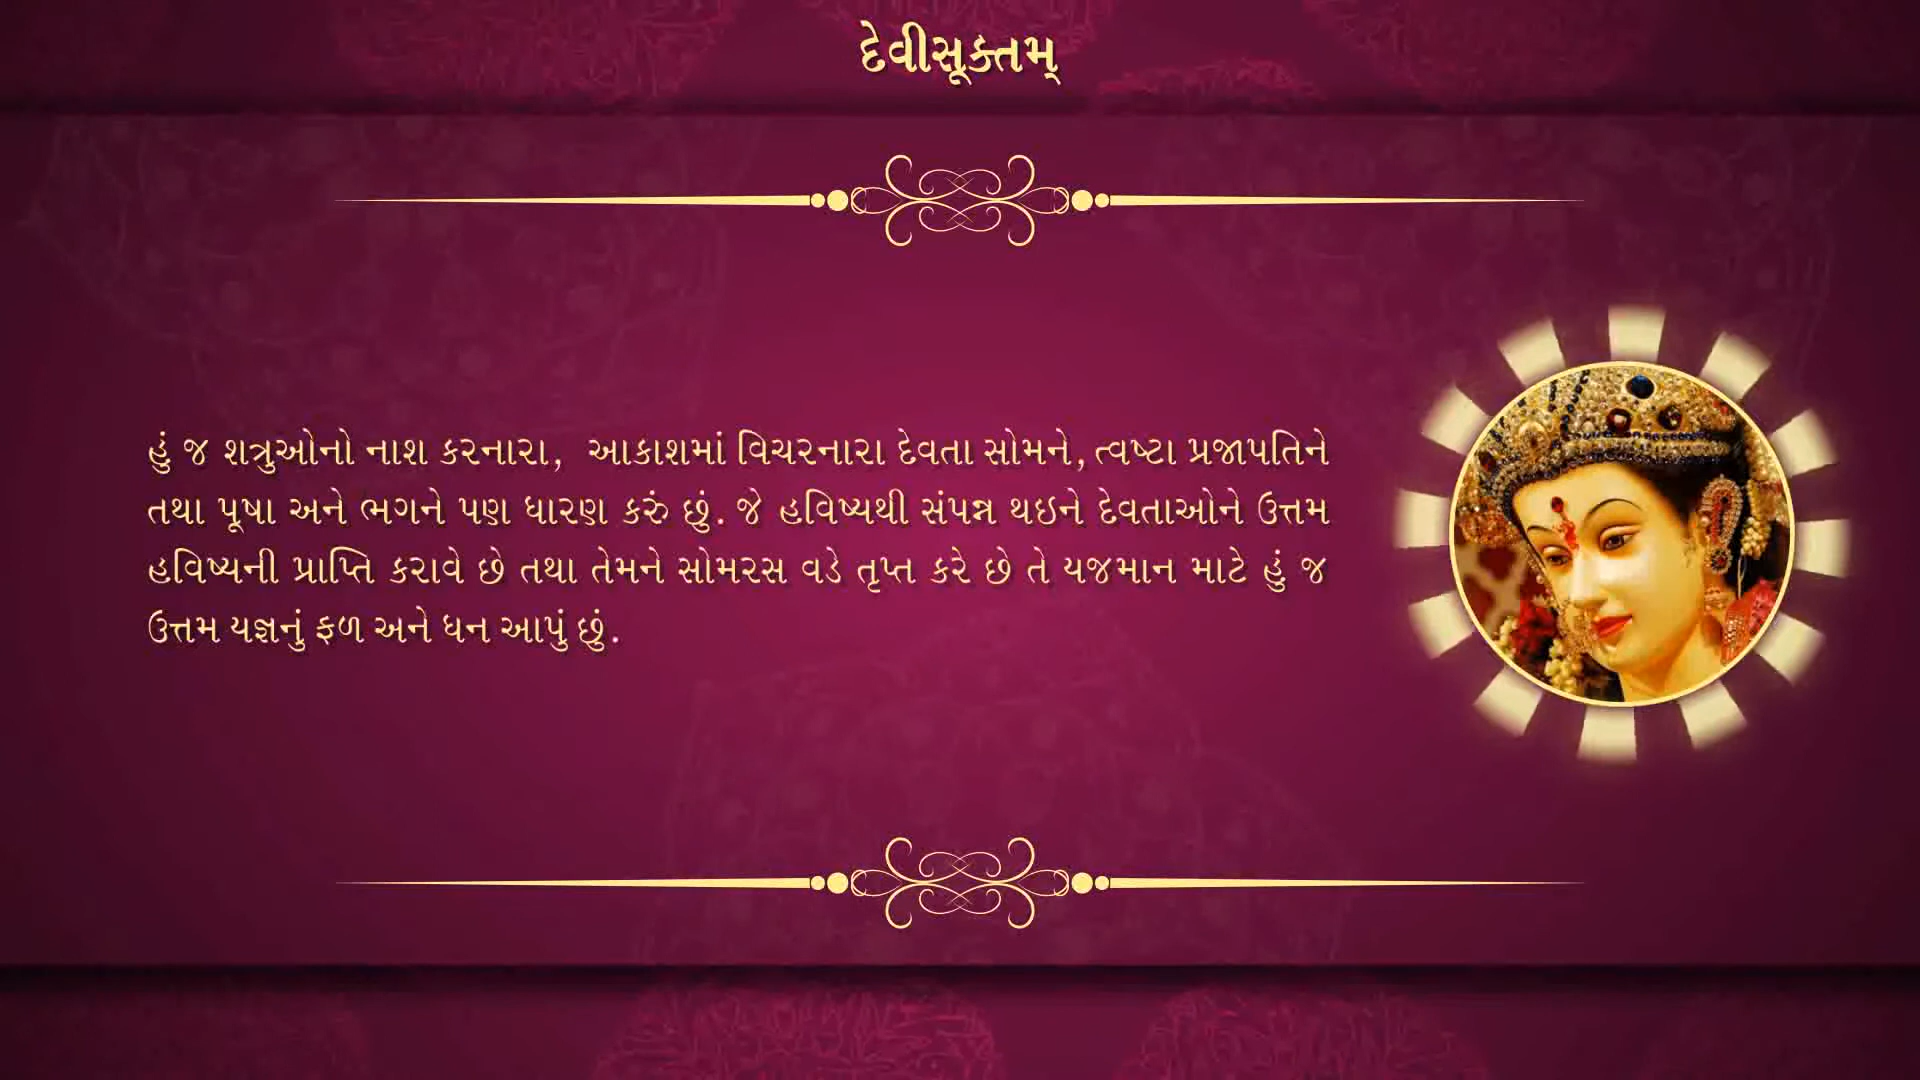 દેવીસૂક્તમ્
હું જ શત્રુઓનો નાશ કરનારા, આકાશમાં વિચરનારા દેવતા સોમને, ત્વષ્ટા પ્રજાપતિને
તથા પૂષા અને ભગને પણ ધારણ કરું છું. જે હવિષ્યથી સંપન્ન થઇને દેવતાઓને ઉત્તમ
હવિષ્યની પ્રાપ્તિ કરાવે છે તથા તેમને સોમરસ વડે તૃપ્ત કરે છે તે યજમાન માટે હું જ
ઉત્તમ યજ્ઞનું ફળ અને ધન આપું છું.